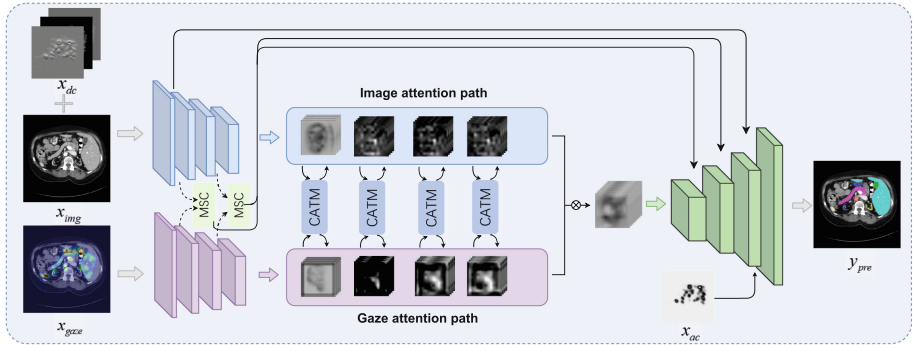 x_dc
Image attention path
x_img
MSC
MSC
CATM
CATM
CATM
CATM
x_gaze
Gaze attention path
x_ac
y_pre